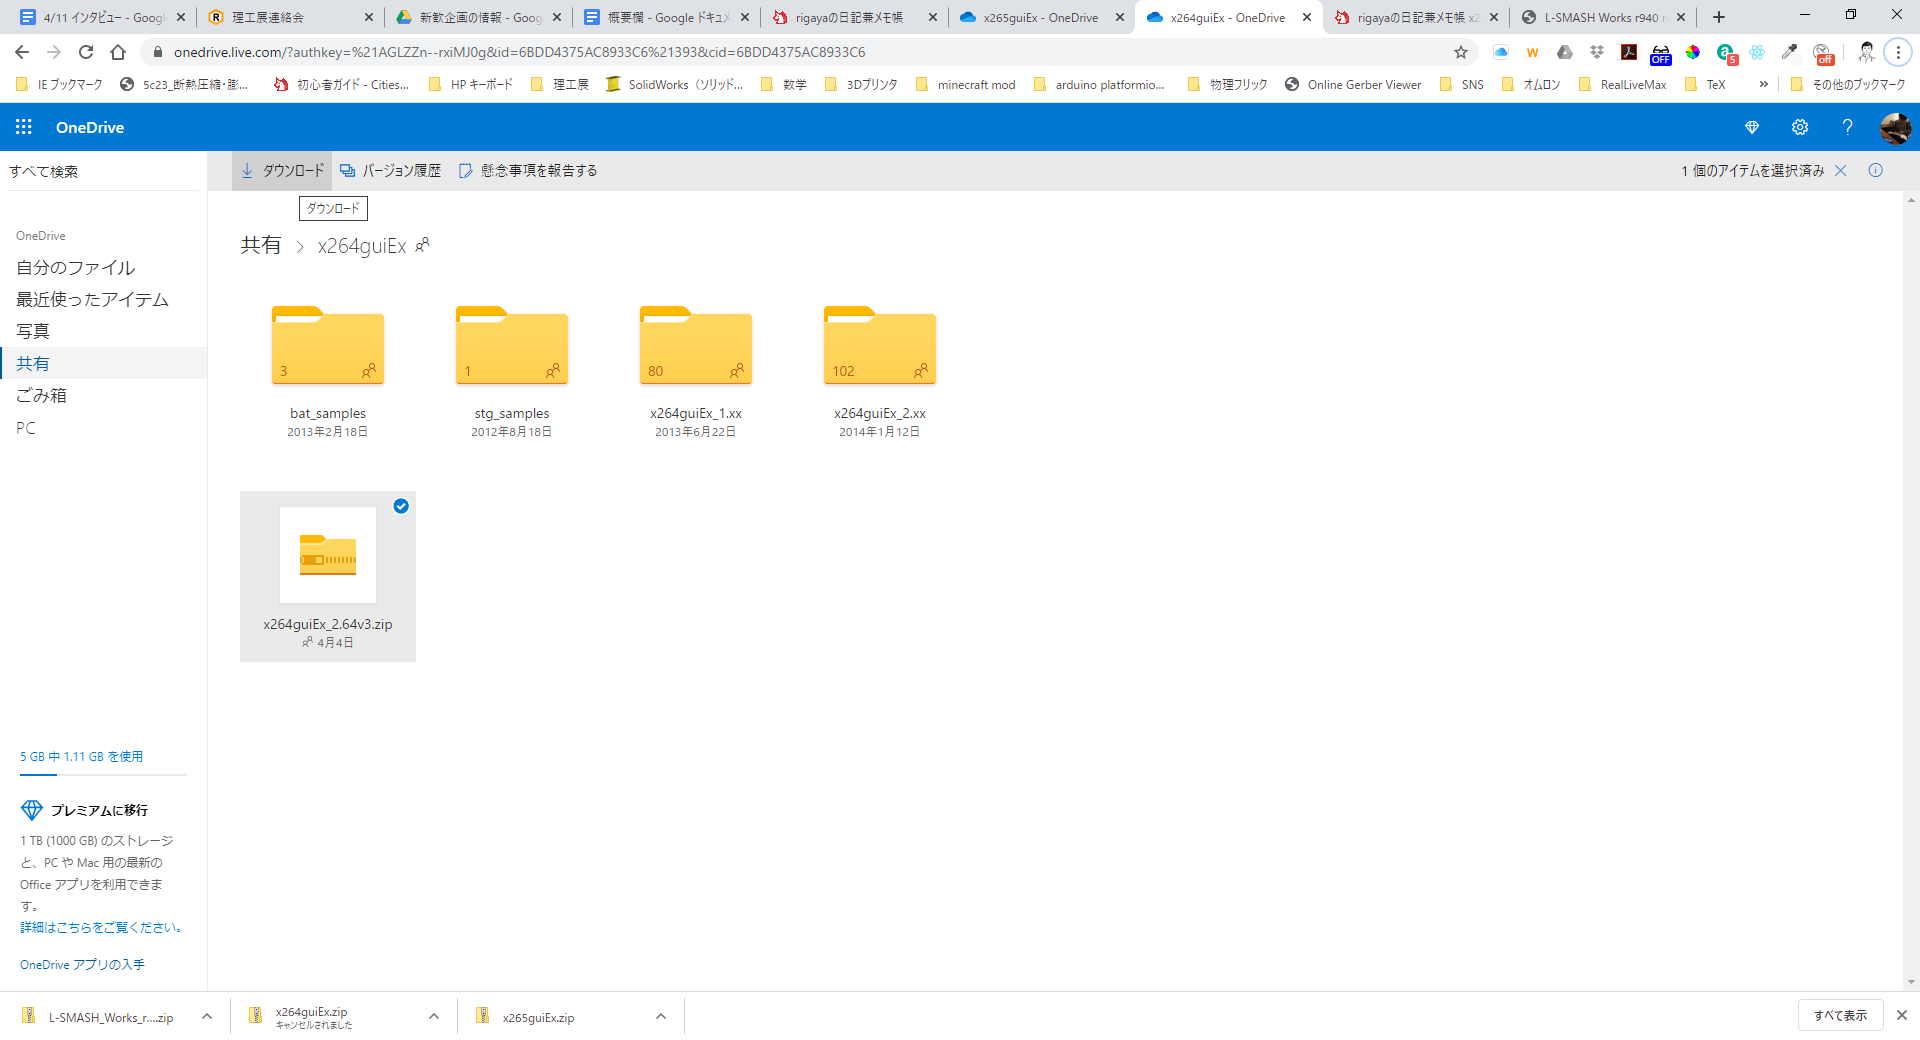 4/11 インタビュー - Goog
理工展連絡会
新歓企画の情報 - Goog
概要欄 - Google ドキュメ
rigayaの日記兼メモ帳
x265guiEx - OneDrive
x264guiEx - OneDrive
rigayaの日記兼メモ帳 x2
L-SMASH Works r940 r
onedrive.live.com/?authkey=%21AGLZZn--rxiMJ0g&id=6BDD4375AC8933C6%21393&cid=6BDD4375AC8933C6
OFF
5
off
IE ブックマーク
5c23_断熱圧縮・膨...
初心者ガイド - Cities...
HP キーボード
理工展
SolidWorks（ソリッド...
数学
3Dプリンタ
minecraft mod
arduino platformio...
物理フリック
Online Gerber Viewer
SNS
オムロン
RealLiveMax
TeX
»
その他のブックマーク
OneDrive
すべて検索
ダウンロード
バージョン履歴
懸念事項を報告する
1 個のアイテムを選択済み
ダウンロード
OneDrive
自分のファイル
最近使ったアイテム
写真
共有
ごみ箱
PC
共有 > x264guiEx
3
1
80
102
bat_samples
2013年2月18日
stg_samples
2012年8月18日
x264guiEx_1.xx
2013年6月22日
x264guiEx_2.xx
2014年1月12日
x264guiEx_2.64v3.zip
4月4日
5 GB 中 1.11 GB を使用
プレミアムに移行
1 TB (1000 GB) のストレージ
と、PC や Mac 用の最新の
Office アプリを利用できま
す。
詳細はこちらをご覧ください。
OneDrive アプリの入手
L-SMASH_Works_r....zip
x264guiEx.zip
キャンセルされました
x265guiEx.zip
すべて表示